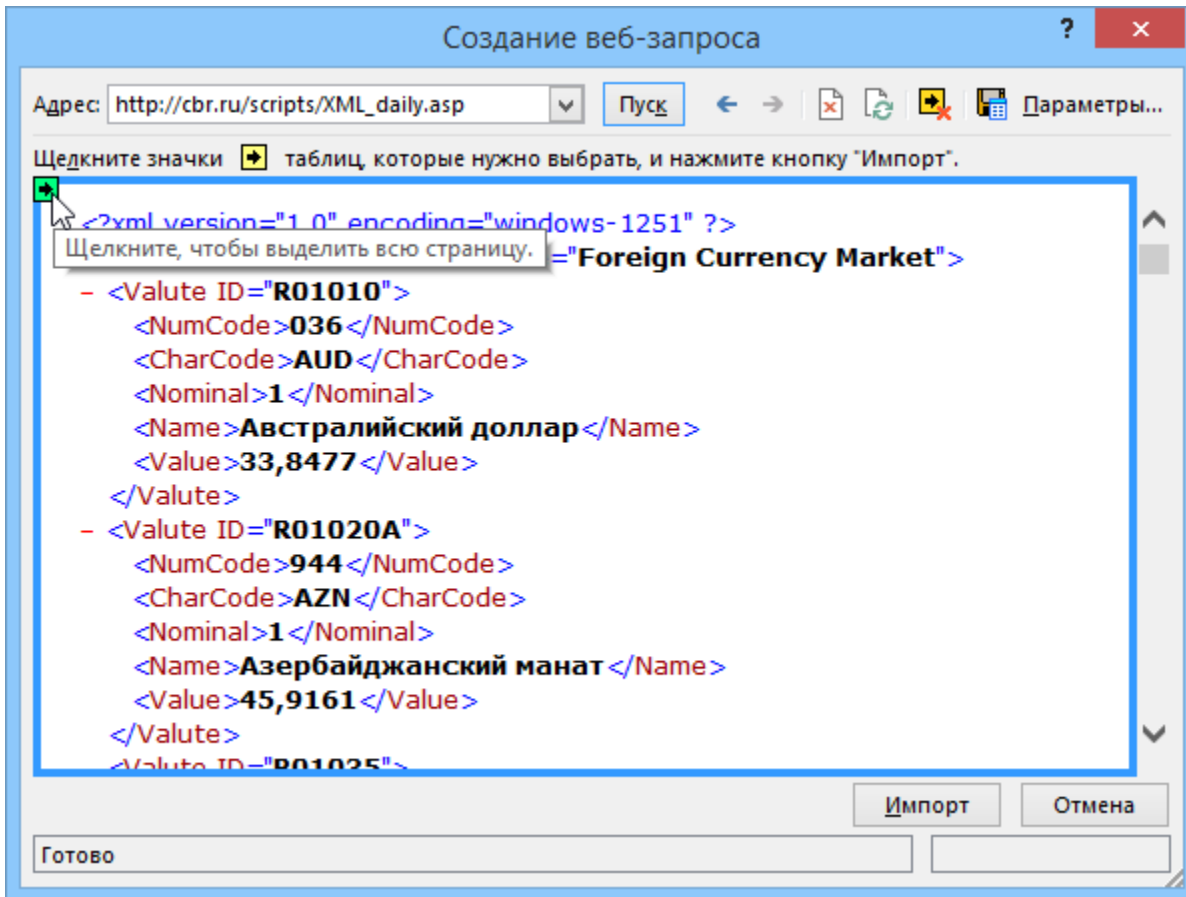 Создание веб-запроса
?
Адрес: http://cbr.ru/scripts/XML_daily.asp Пуск Параметры...
Щелкните значки таблиц, которые нужно выбрать, и нажмите кнопку "Импорт".
<?xml version="1.0" encoding="windows-1251" ?>
Щелкните, чтобы выделить всю страницу.
="Foreign Currency Market">
- <Valute ID="R01010">
<NumCode>036</NumCode>
<CharCode>AUD</CharCode>
<Nominal>1</Nominal>
<Name>Австралийский доллар</Name>
<Value>33,8477</Value>
</Valute>
- <Valute ID="R01020A">
<NumCode>944</NumCode>
<CharCode>AZN</CharCode>
<Nominal>1</Nominal>
<Name>Азербайджанский манат</Name>
<Value>45,9161</Value>
</Valute>
<Valute ID="R01035">
Импорт Отмена
Готово